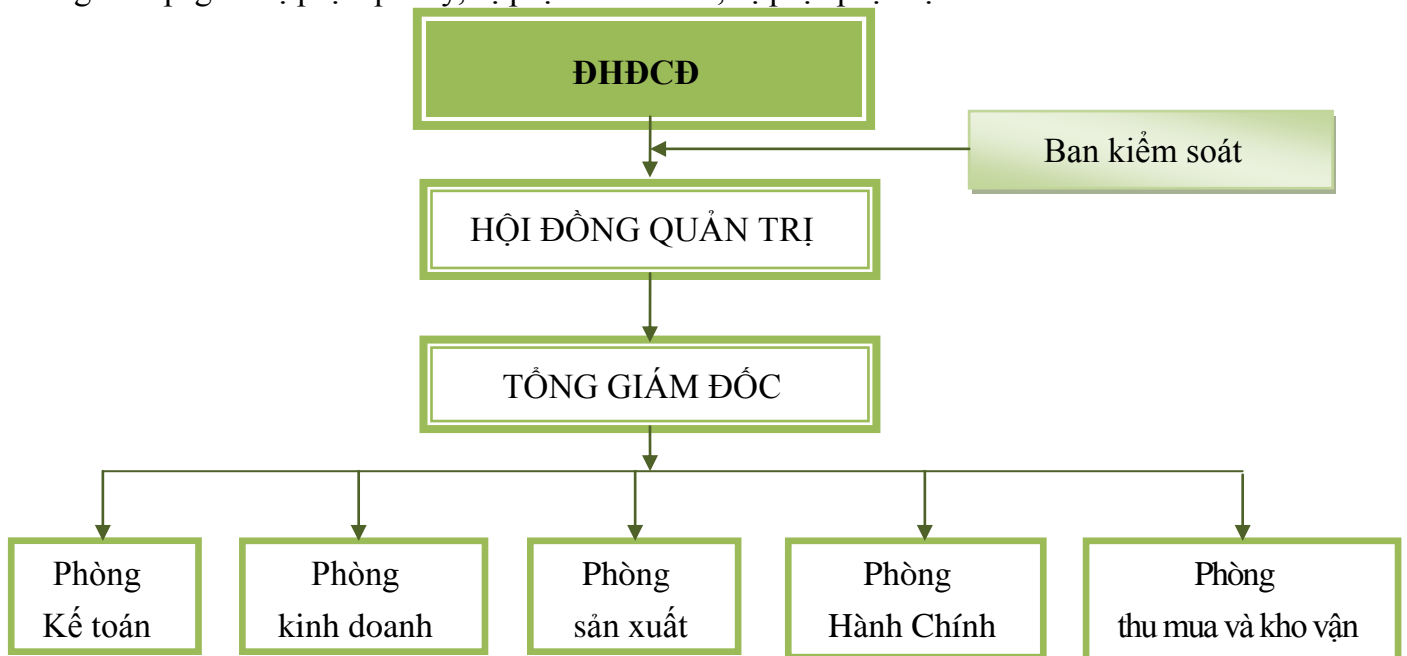 ĐHĐCĐ
Ban kiểm soát
HỘI ĐỒNG QUẢN TRỊ
TỔNG GIÁM ĐỐC
Phòng
Kế toán
Phòng
kinh doanh
Phòng
sản xuất
Phòng
Hành Chính
Phòng
thu mua và kho vận